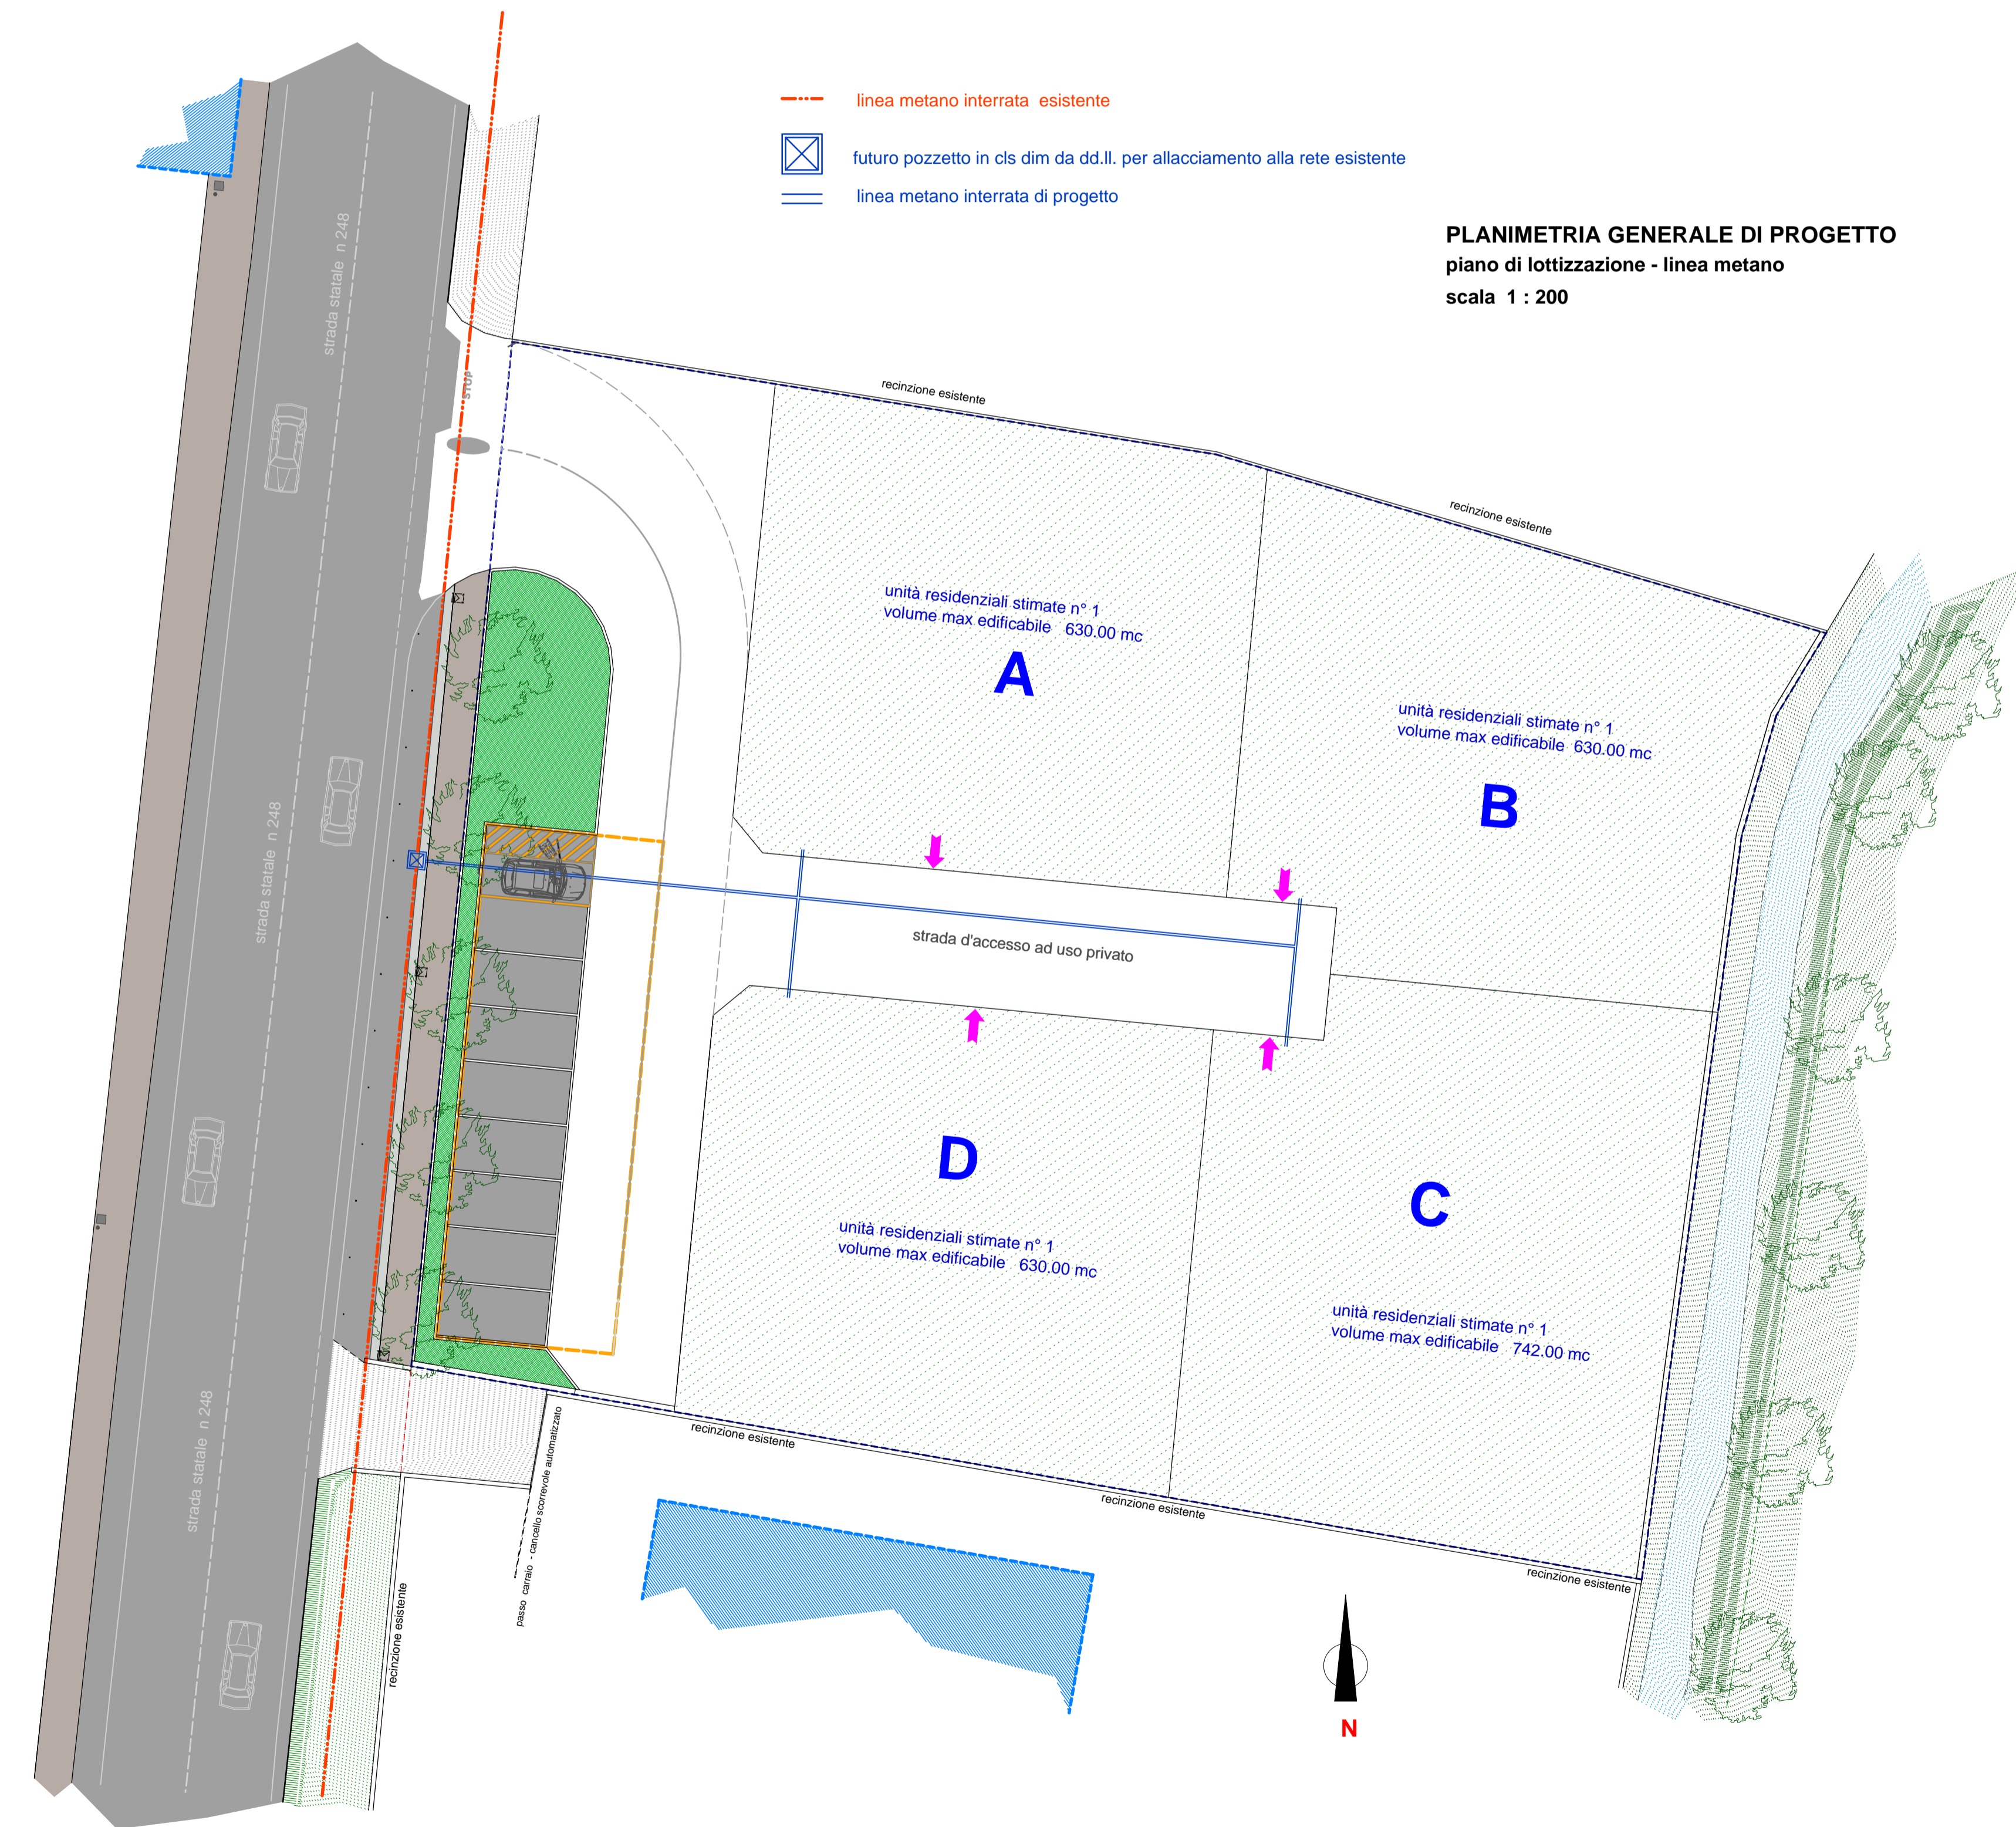 linea metano interrata  esistente
futuro pozzetto in cls dim da dd.ll. per allacciamento alla rete esistente
linea metano interrata di progetto
PLANIMETRIA GENERALE DI PROGETTO
piano di lottizzazione - linea metano
scala  1 : 200
strada statale  n 248
STOP
recinzione esistente
recinzione esistente
unità residenziali stimate n° 1
volume max edificabile   630.00 mc
A
unità residenziali stimate n° 1
volume max edificabile  630.00 mc
B
strada statale  n 248
strada d'accesso ad uso privato
D
unità residenziali stimate n° 1
volume max edificabile   630.00 mc
C
unità residenziali stimate n° 1
volume max edificabile   742.00 mc
strada statale  n 248
recinzione esistente
passo  carraio  - cancello scorrevole automatizzato
recinzione esistente
recinzione esistente
recinzione esistente
N